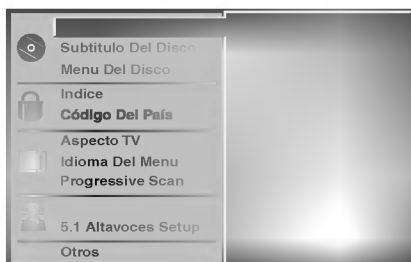 Subtitulo Del Disco
Menu Del Disco
Indice
Código Del País
Aspecto TV
Idioma Del Menu
Progressive Scan
5.1 Altavoces Setup
Otros